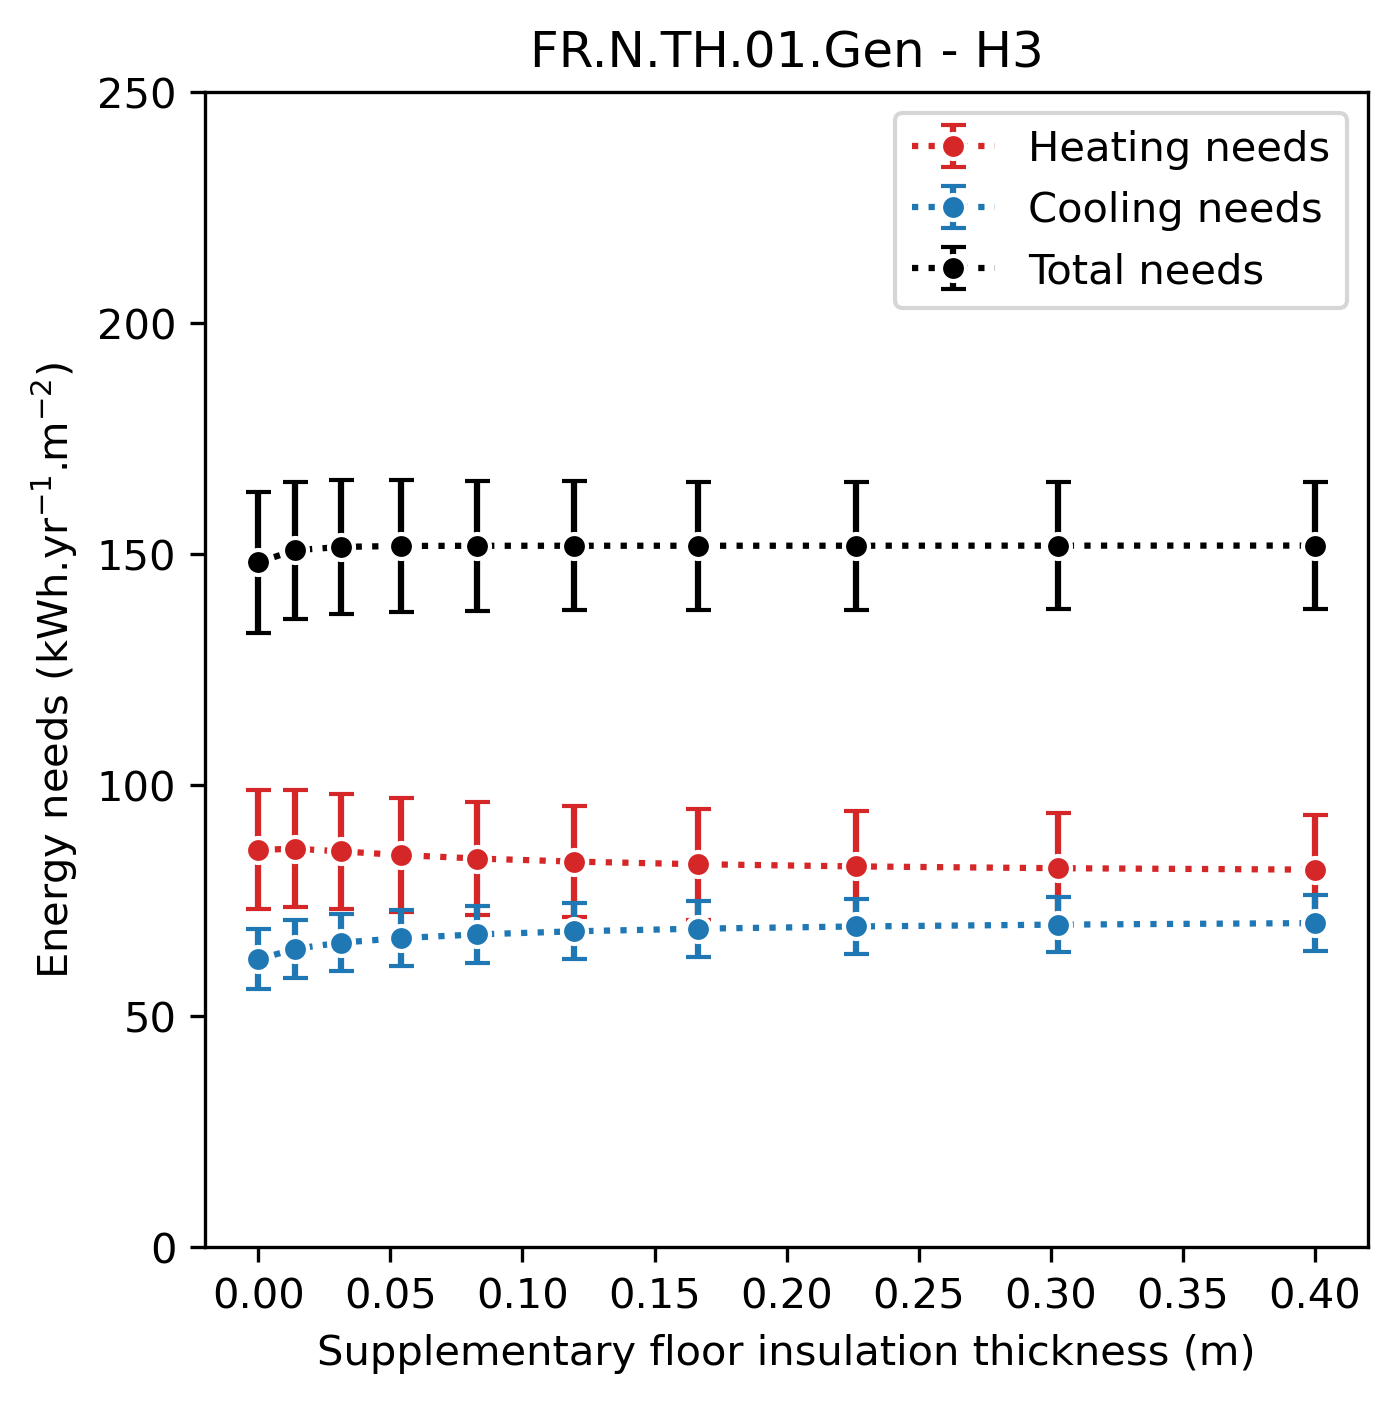 FR.N.TH.01.Gen - H3
250
200
150
100
50
0
Energy needs (kWh.yr⁻¹.m⁻²)
Heating needs
Cooling needs
Total needs
0.00 0.05 0.10 0.15 0.20 0.25 0.30 0.35 0.40
Supplementary floor insulation thickness (m)